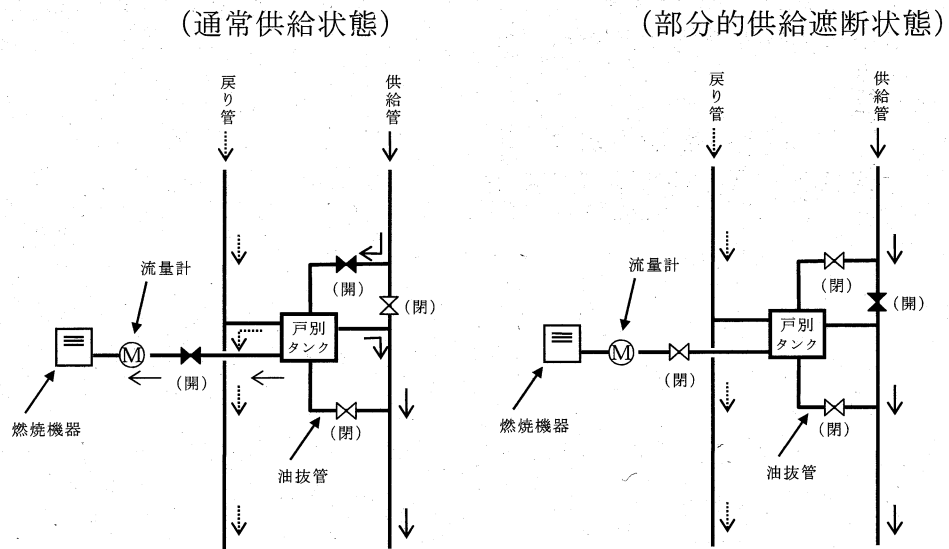 (通常供給状態)
戻り管
供給管
流量計
(開)
(閉)
戸別
タンク
M
(開)
(閉)
燃焼機器
油抜管
(部分的供給遮断状態)
戻り管
供給管
流量計
(閉)
(開)
戸別
タンク
M
(閉)
(閉)
燃焼機器
油抜管